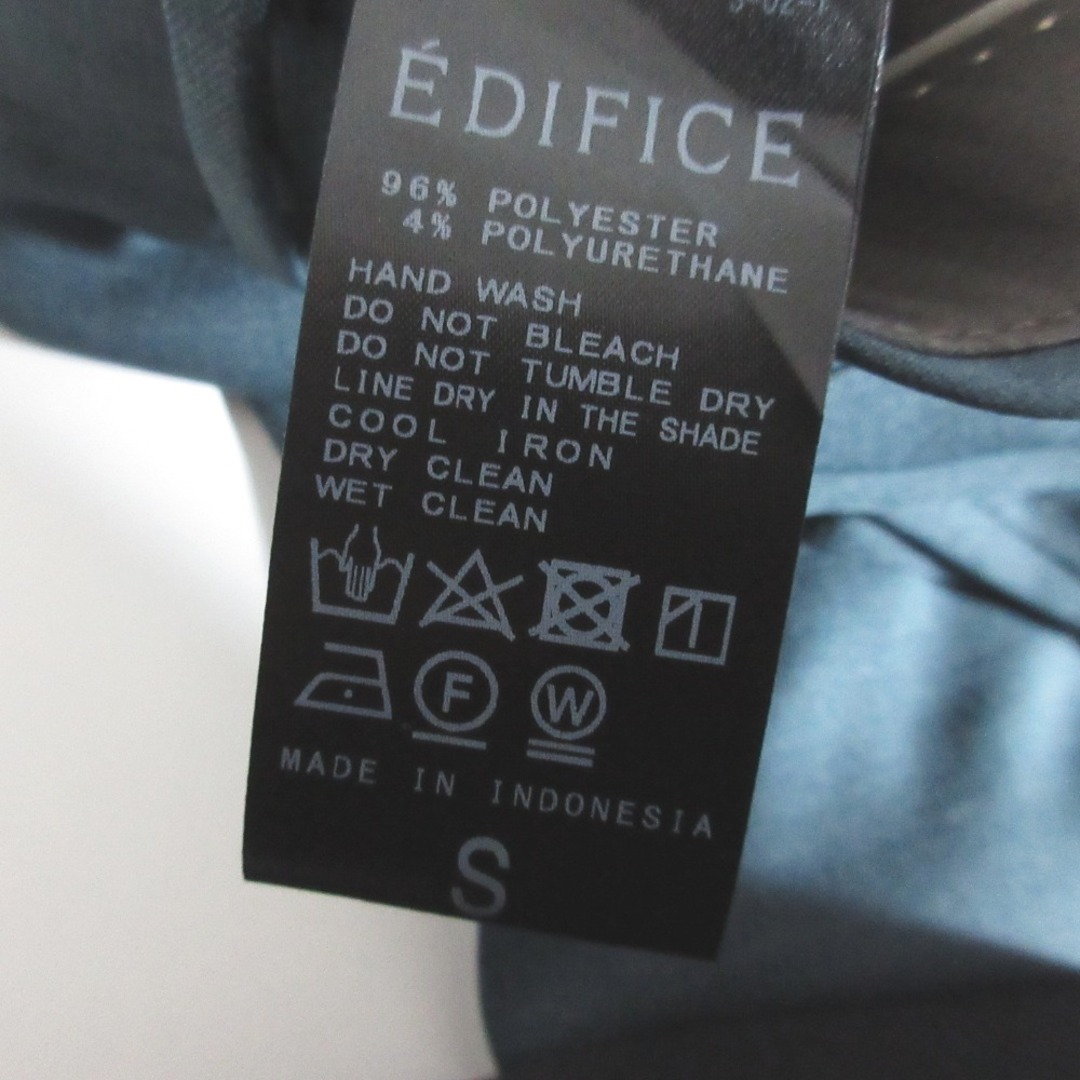 ÉDIFICE
96% POLYESTER
4% POLYURETHANE
HAND WASH
DO NOT BLEACH
DO NOT TUMBLE DRY
LINE DRY IN THE SHADE
COOL IRON
DRY CLEAN
WET CLEAN
F W
MADE IN INDONESIA
S